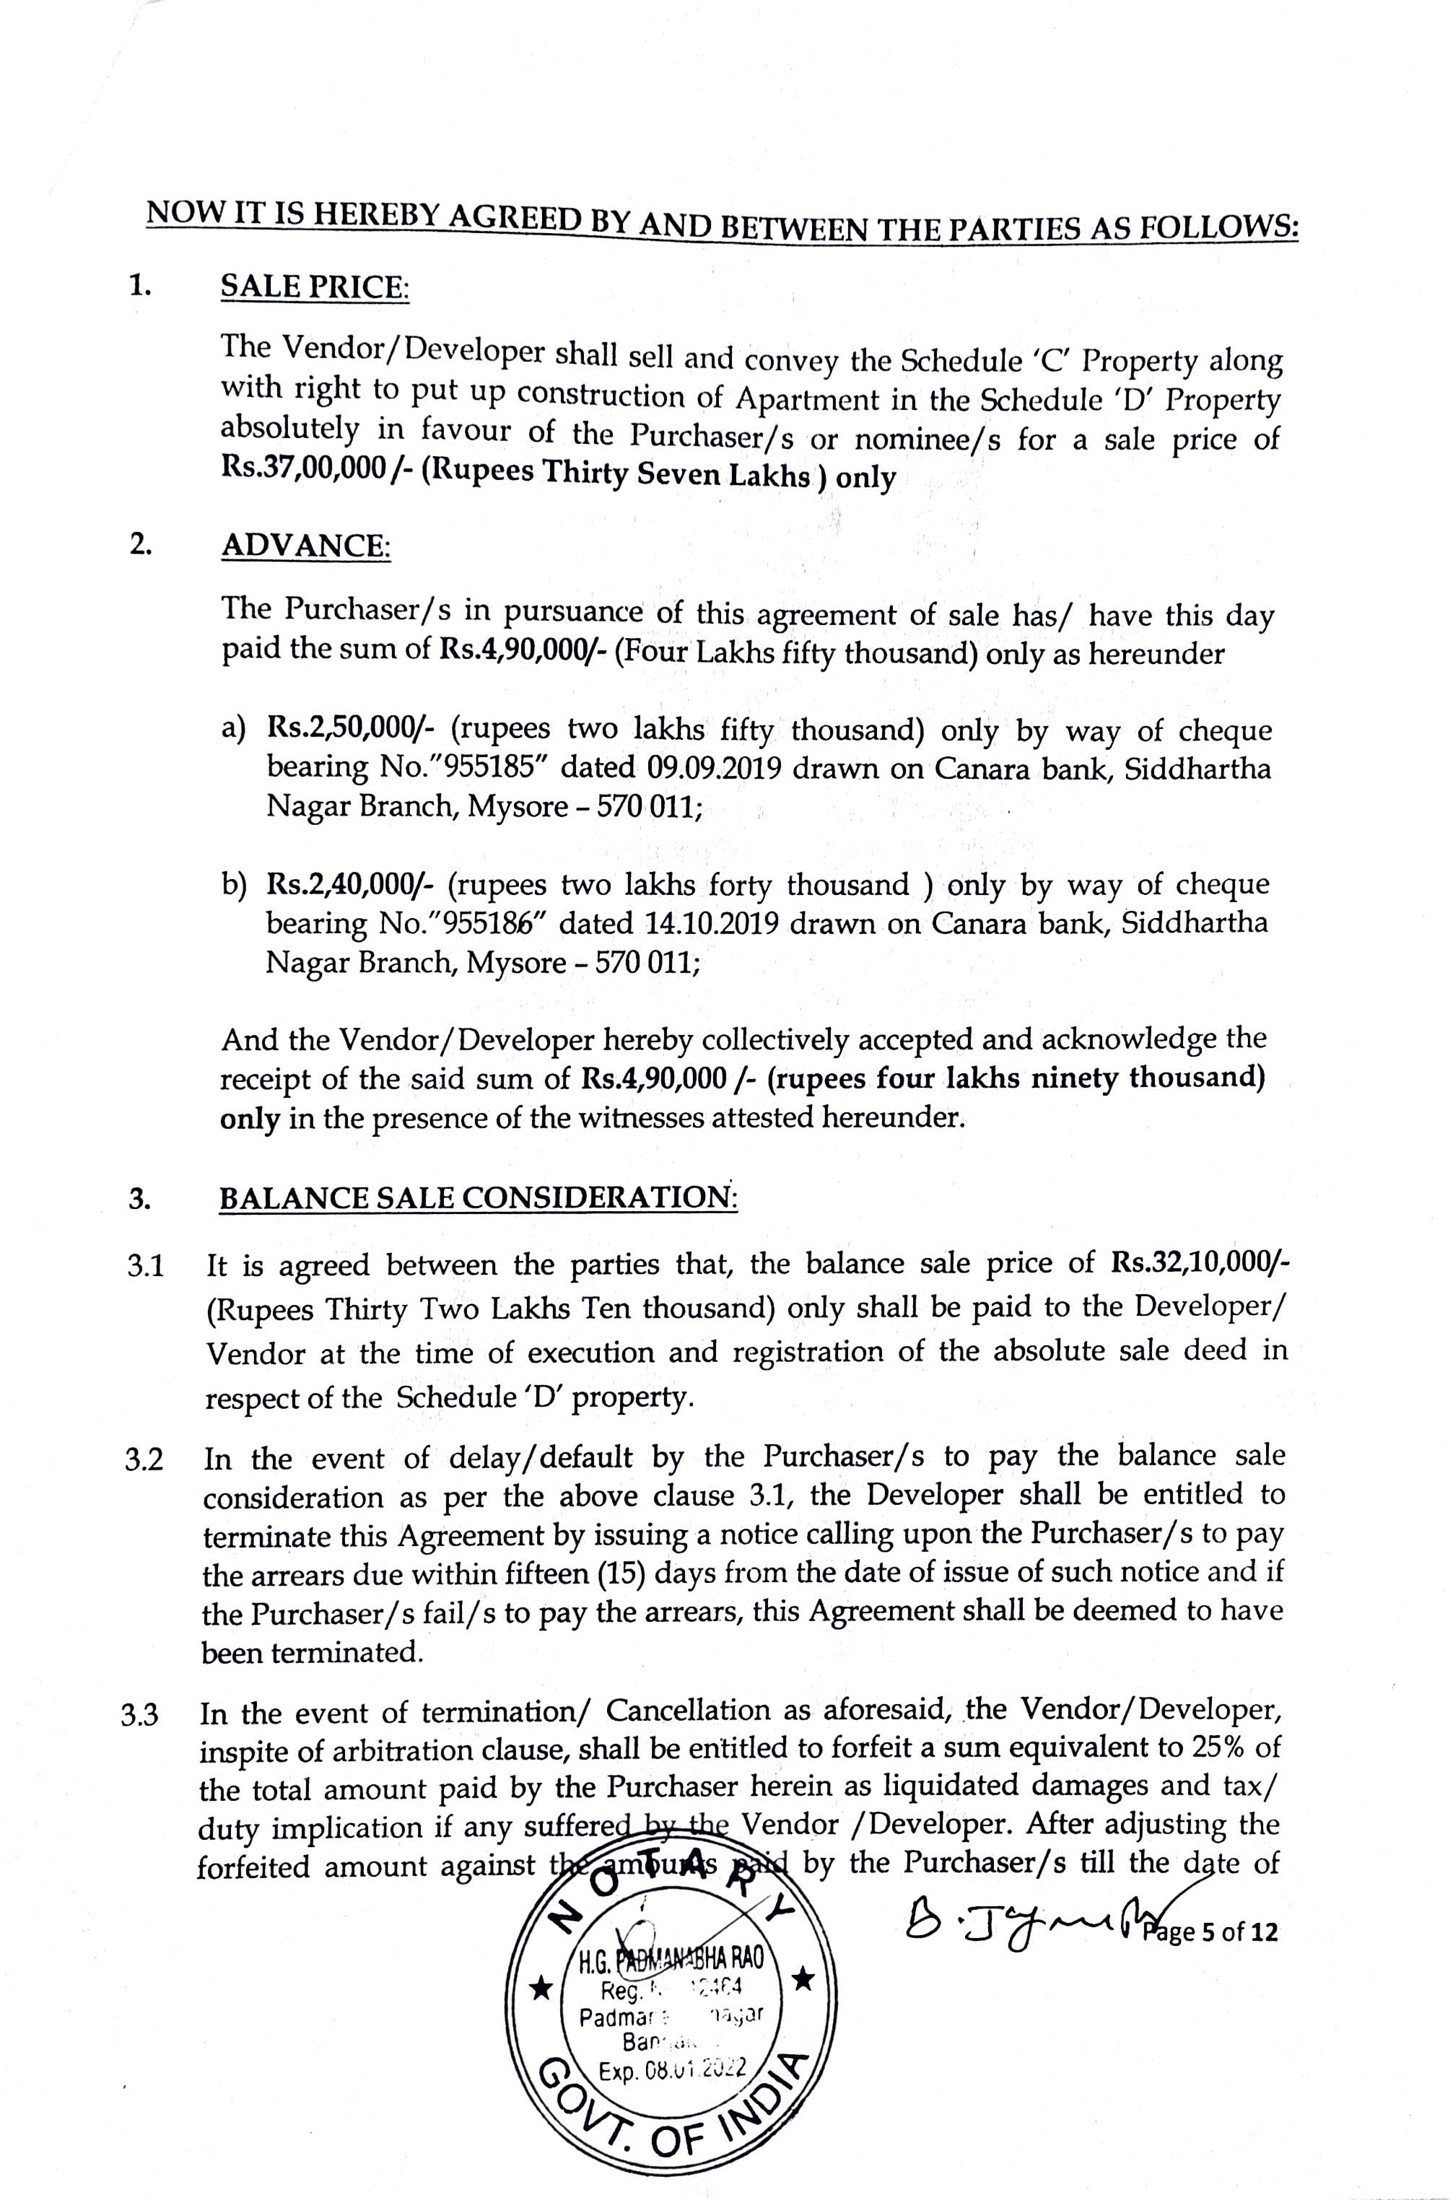 NOW IT IS HEREBY AGREED BY AND BETWEEN THE PARTIES AS FOLLOWS:
1. SALE PRICE:
The Vendor/Developer shall sell and convey the Schedule 'C' Property along
with right to put up construction of Apartment in the Schedule 'D' Property
absolutely in favour of the Purchaser/s or nominee/s for a sale price of
Rs.37,00,000/- (Rupees Thirty Seven Lakhs ) only
2. ADVANCE:
The Purchaser/s in pursuance of this agreement of sale has/ have this day
paid the sum of Rs.4,90,000/- (Four Lakhs fifty thousand) only as hereunder
a) Rs.2,50,000/- (rupees two lakhs fifty thousand) only by way of cheque
bearing No."955185" dated 09.09.2019 drawn on Canara bank, Siddhartha
Nagar Branch, Mysore – 570 011;
b) Rs.2,40,000/- (rupees two lakhs forty thousand ) only by way of cheque
bearing No."955186" dated 14.10.2019 drawn on Canara bank, Siddhartha
Nagar Branch, Mysore – 570 011;
And the Vendor/Developer hereby collectively accepted and acknowledge the
receipt of the said sum of Rs.4,90,000 /- (rupees four lakhs ninety thousand)
only in the presence of the witnesses attested hereunder.
3. BALANCE SALE CONSIDERATION:
3.1 It is agreed between the parties that, the balance sale price of Rs.32,10,000/-
(Rupees Thirty Two Lakhs Ten thousand) only shall be paid to the Developer/
Vendor at the time of execution and registration of the absolute sale deed in
respect of the Schedule 'D' property.
3.2 In the event of delay/default by the Purchaser/s to pay the balance sale
consideration as per the above clause 3.1, the Developer shall be entitled to
terminate this Agreement by issuing a notice calling upon the Purchaser/s to pay
the arrears due within fifteen (15) days from the date of issue of such notice and if
the Purchaser/s fail/s to pay the arrears, this Agreement shall be deemed to have
been terminated.
3.3 In the event of termination/ Cancellation as aforesaid, the Vendor/Developer,
inspite of arbitration clause, shall be entitled to forfeit a sum equivalent to 25% of
the total amount paid by the Purchaser herein as liquidated damages and tax/
duty implication if any suffered by the Vendor /Developer. After adjusting the
forfeited amount against the amounts paid by the Purchaser/s till the date of
Page 5 of 12
NOTARY
H.G. PADMANABHA RAO
Reg.
Exp. 08.01.2022
GOVT. OF INDIA